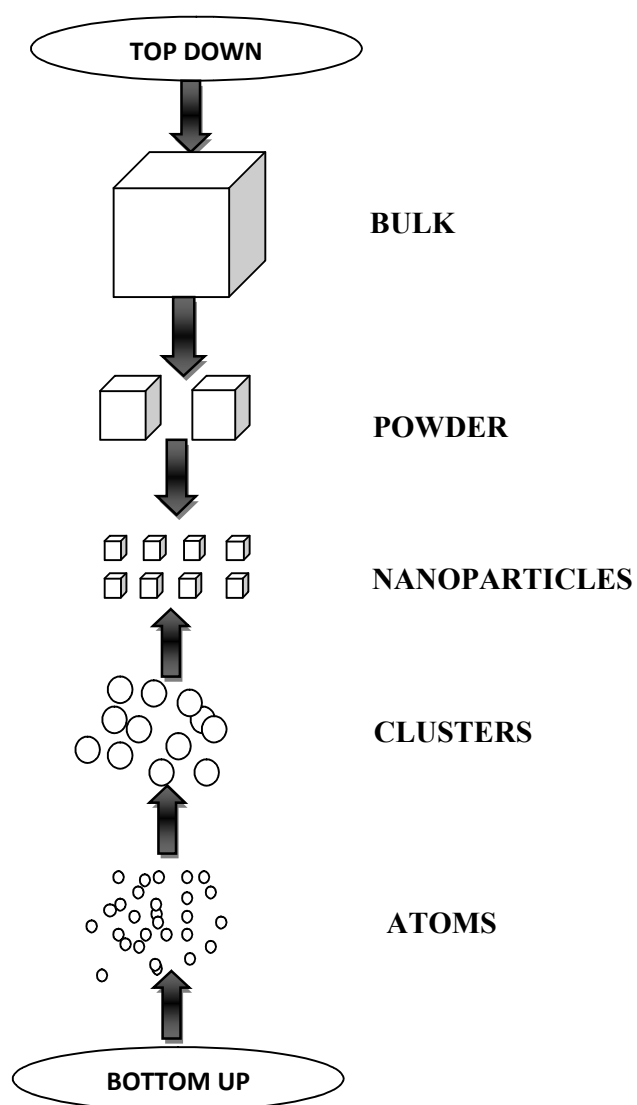 TOP DOWN
BULK
POWDER
NANOPARTICLES
CLUSTERS
ATOMS
BOTTOM UP